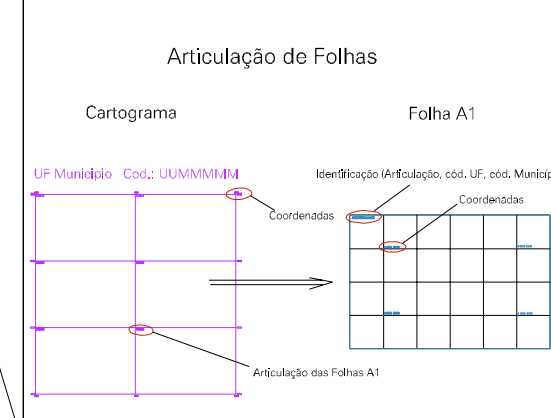 Articulação de Folhas
Cartograma
Folha A1
UF Municipio Cod.: UUMMMMM
Identificação (Articulação, cód. UF, cód. Municíp
Coordenadas
Coordenadas
Articulação das Folhas A1